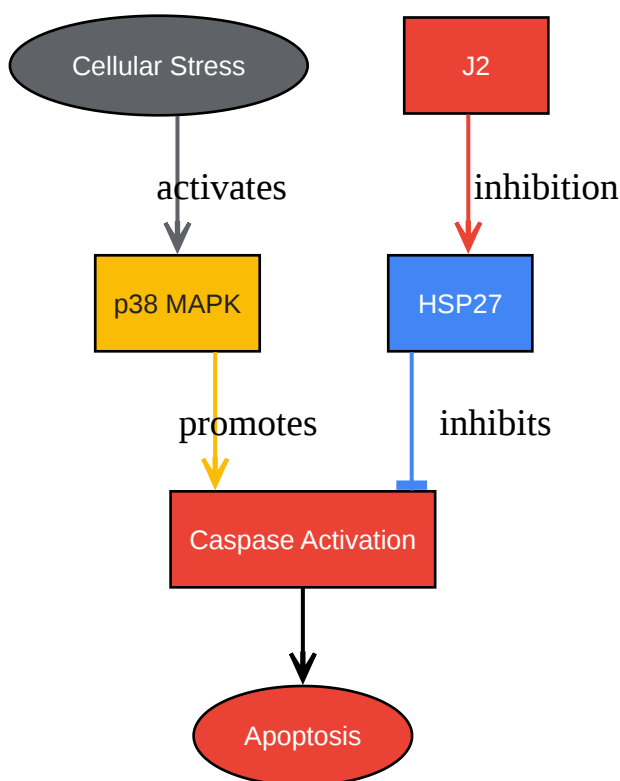 Cellular Stress
J2
activates
inhibition
p38 MAPK
HSP27
promotes
inhibits
Caspase Activation
Apoptosis